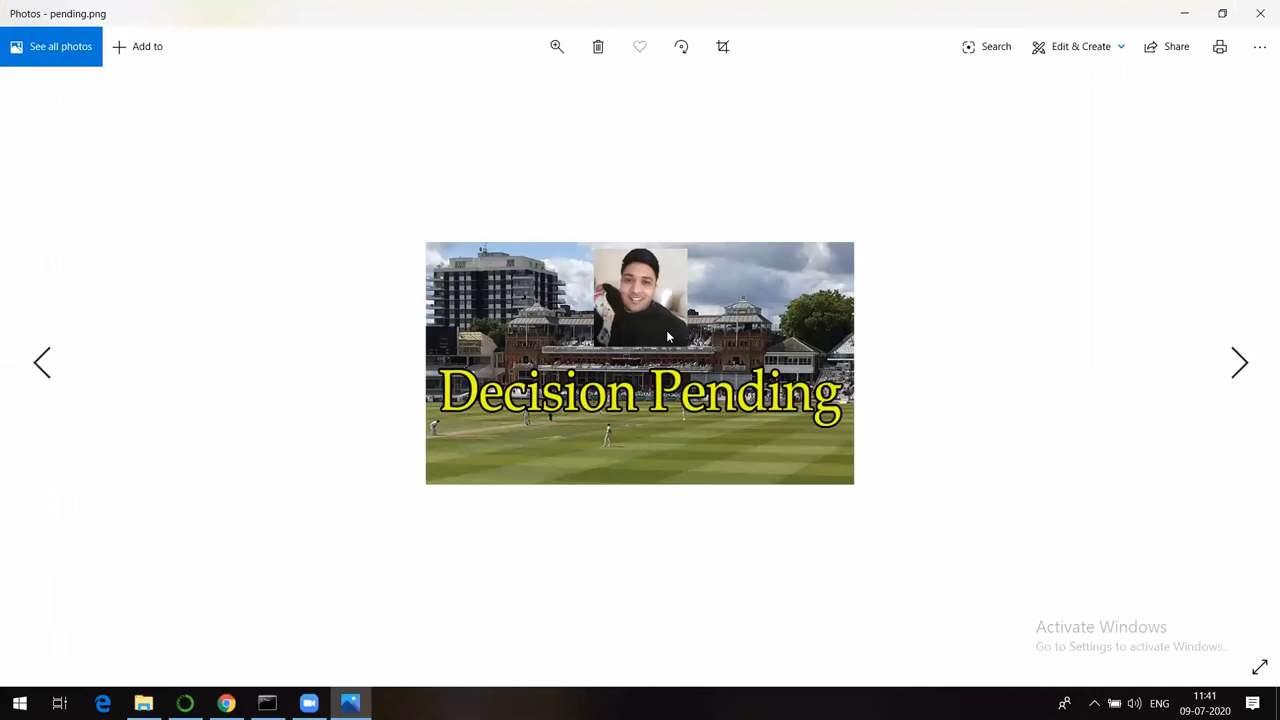 Photos - pending.png
See all photos
Add to
Search
Edit & Create
Share
Decision Pending
Activate Windows
Go to Settings to activate Windows.
ENG
11:41
09-07-2020